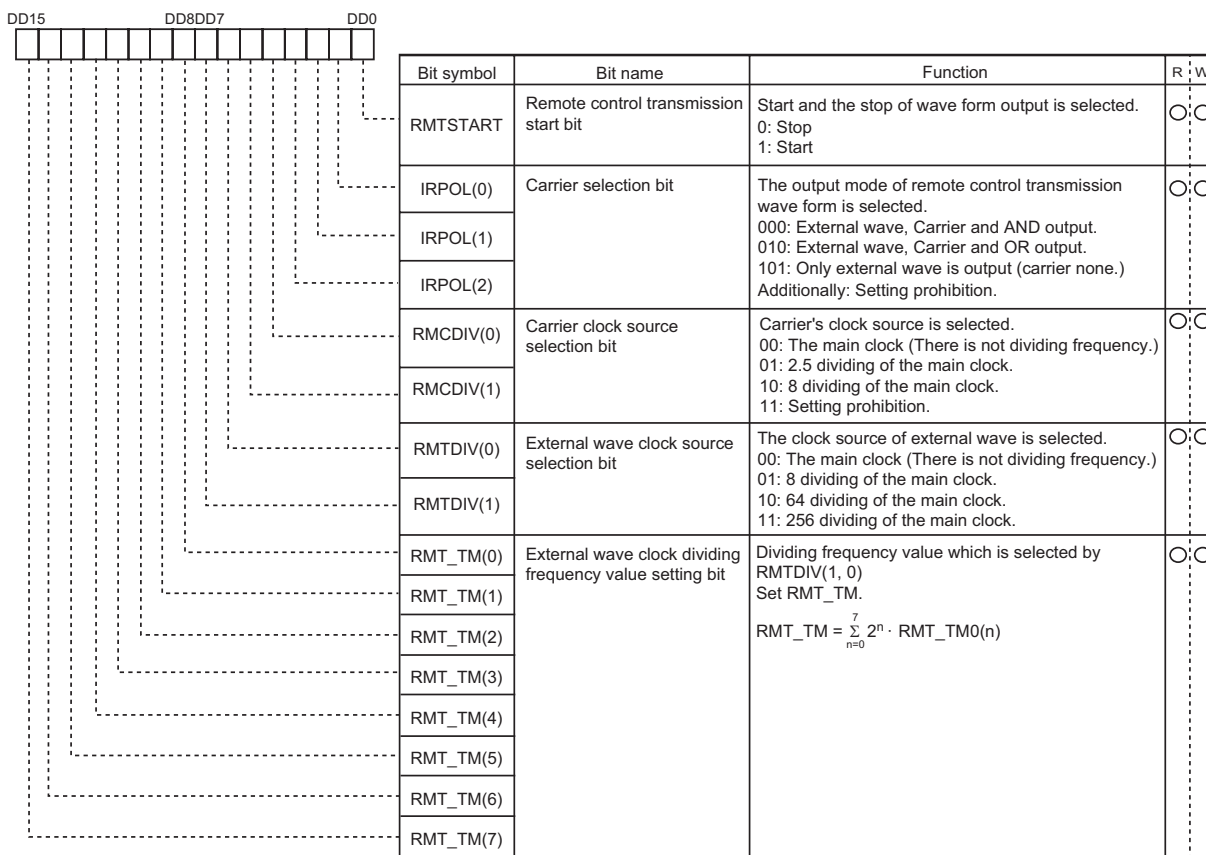 DD15 DD8DD7 DD0
Bit symbol Bit name Function R W
RMTSTART
Remote control transmission
start bit
Start and the stop of wave form output is selected.
0: Stop
1: Start
IRPOL(0)
IRPOL(1)
IRPOL(2)
Carrier selection bit
The output mode of remote control transmission
wave form is selected.
000: External wave, Carrier and AND output.
010: External wave, Carrier and OR output.
101: Only external wave is output (carrier none.)
Additionally: Setting prohibition.
RMCDIV(0)
RMCDIV(1)
Carrier clock source
selection bit
Carrier's clock source is selected.
00: The main clock (There is not dividing frequency.)
01: 2.5 dividing of the main clock.
10: 8 dividing of the main clock.
11: Setting prohibition.
RMTDIV(0)
RMTDIV(1)
External wave clock source
selection bit
The clock source of external wave is selected.
00: The main clock (There is not dividing frequency.)
01: 8 dividing of the main clock.
10: 64 dividing of the main clock.
11: 256 dividing of the main clock.
RMT_TM(0)
RMT_TM(1)
RMT_TM(2)
RMT_TM(3)
RMT_TM(4)
RMT_TM(5)
RMT_TM(6)
RMT_TM(7)
External wave clock dividing
frequency value setting bit
Dividing frequency value which is selected by
RMTDIV(1, 0)
Set RMT_TM.
7
RMT_TM = Σ 2ⁿ · RMT_TM0(n)
n=0